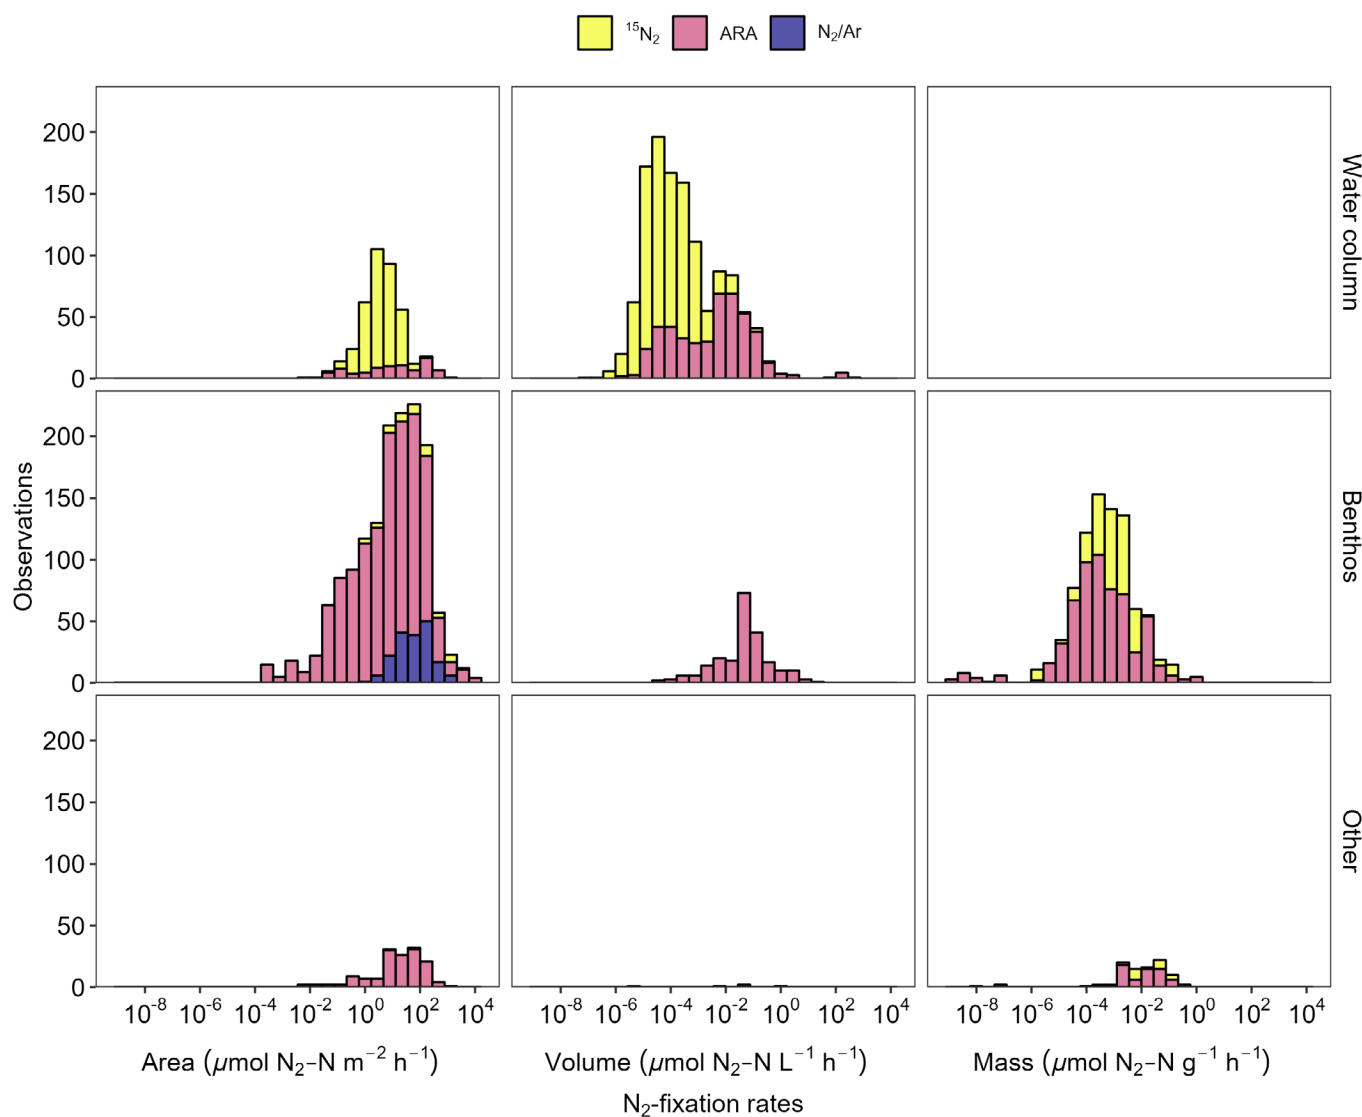 ¹⁵N₂ ARA N₂/Ar
Observations
200
150
100
50
0
Water column
200
150
100
50
0
Benthos
200
150
100
50
0
Other
10⁻⁸ 10⁻⁶ 10⁻⁴ 10⁻² 10⁰ 10² 10⁴
10⁻⁸ 10⁻⁶ 10⁻⁴ 10⁻² 10⁰ 10² 10⁴
10⁻⁸ 10⁻⁶ 10⁻⁴ 10⁻² 10⁰ 10² 10⁴
Area (µmol N₂−N m⁻² h⁻¹)
Volume (µmol N₂−N L⁻¹ h⁻¹)
Mass (µmol N₂−N g⁻¹ h⁻¹)
N₂-fixation rates